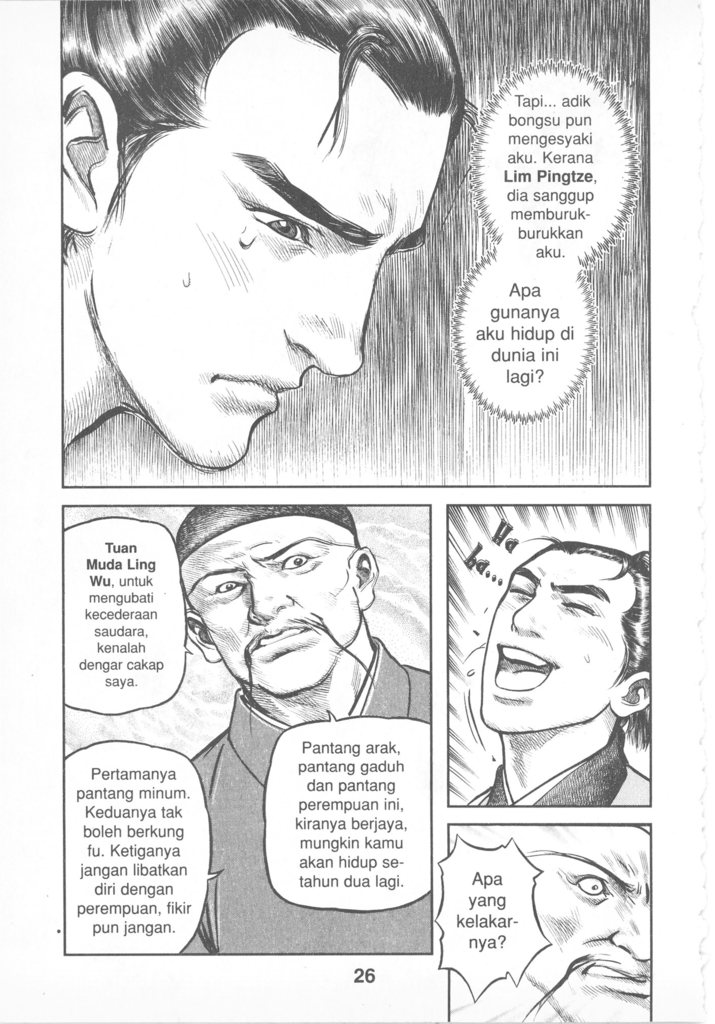 Tapi... adik
bongsu pun
mengesyaki
aku. Kerana
Lim Pingtze,
dia sanggup
memburuk-
burukkan
aku.
Apa
gunanya
aku hidup di
dunia ini
lagi?
Tuan
Muda Ling
Wu, untuk
mengubati
kecederaan
saudara,
kenalah
dengar cakap
saya.
Pertamanya
pantang minum.
Keduanya tak
boleh berkung
fu. Ketiganya
jangan libatkan
diri dengan
perempuan, fikir
pun jangan.
Pantang arak,
pantang gaduh
dan pantang
perempuan ini,
kiranya berjaya,
mungkin kamu
akan hidup se-
tahun dua lagi.
Ha
ha...
Apa
yang
kelakar-
nya?
26